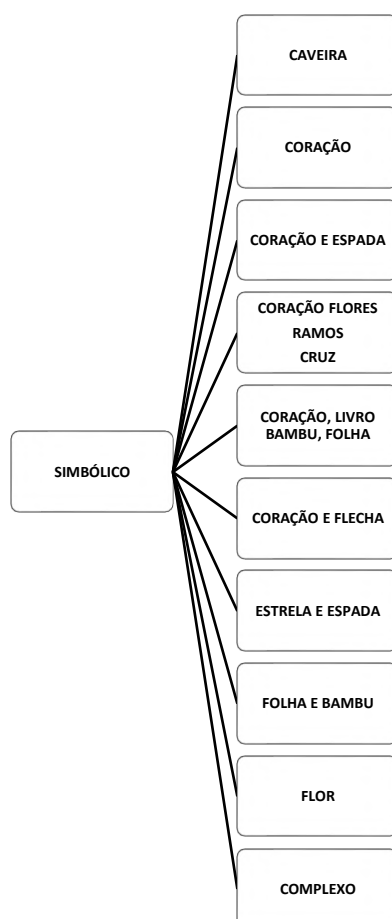 CAVEIRA
CORAÇÃO
CORAÇÃO E ESPADA
CORAÇÃO FLORES
RAMOS
CRUZ
CORAÇÃO, LIVRO
BAMBU, FOLHA
SIMBÓLICO
CORAÇÃO E FLECHA
ESTRELA E ESPADA
FOLHA E BAMBU
FLOR
COMPLEXO